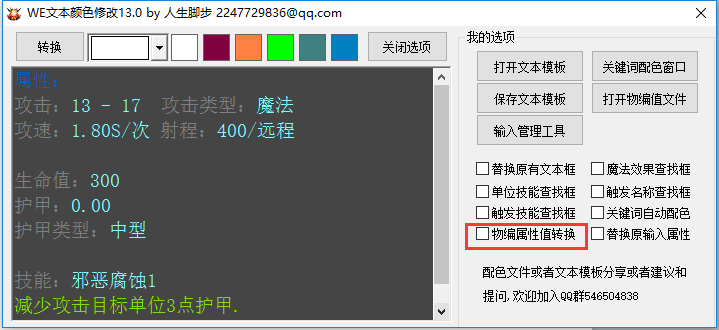 WE文本颜色修改13.0 by 人生脚步 2247729836@qq.com
转换
关闭选项
属性:
攻击: 13 - 17 攻击类型: 魔法
攻速: 1.80S/次 射程: 400/远程
生命值: 300
护甲: 0.00
护甲类型: 中型
技能: 邪恶腐蚀1
减少攻击目标单位3点护甲.
我的选项
打开文本模板 关键词配色窗口
保存文本模板 打开物编值文件
输入管理工具
替换原有文本框 魔法效果查找框
单位技能查找框 触发名称查找框
触发技能查找框 关键词自动配色
物编属性值转换 替换原输入属性
配色文件或者文本模板分享或者建议和
提问,欢迎加入QQ群546504838